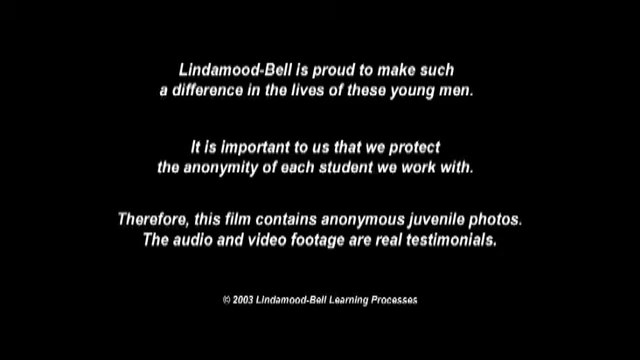 Lindamood-Bell is proud to make such
a difference in the lives of these young men.
It is important to us that we protect
the anonymity of each student we work with.
Therefore, this film contains anonymous juvenile photos.
The audio and video footage are real testimonials.
© 2003 Lindamood-Bell Learning Processes